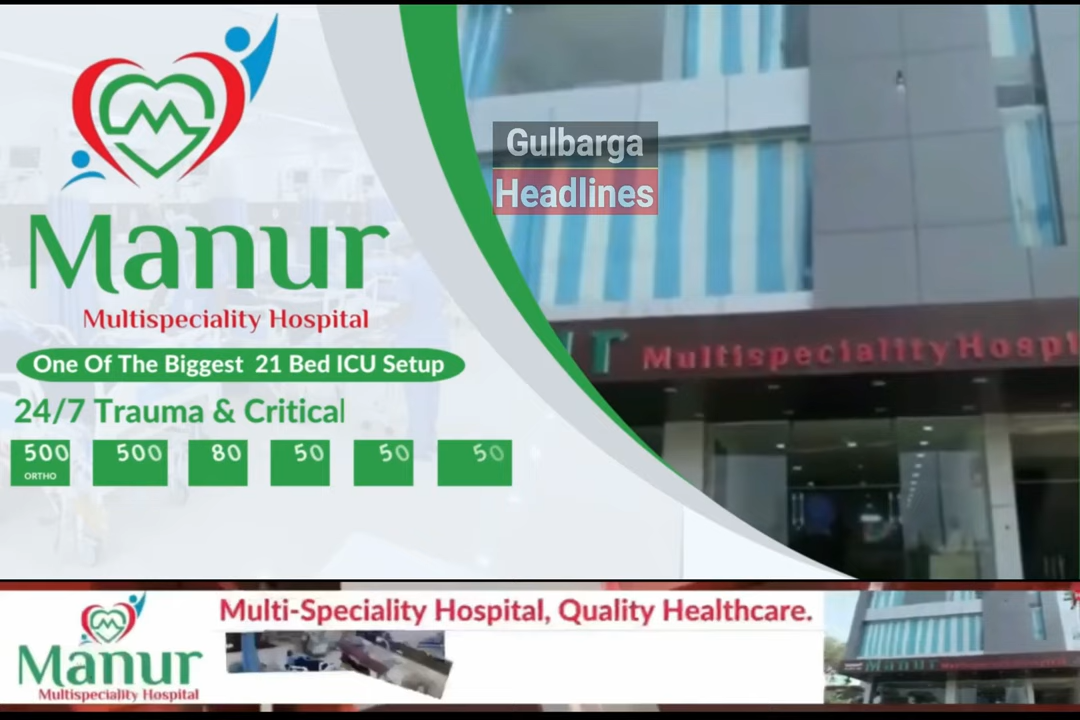 Manur
Multispeciality Hospital
One Of The Biggest 21 Bed ICU Setup
24/7 Trauma & Critical
500
ORTHO
500
80
50
50
50
Gulbarga
Headlines
Multispeciality Hospi
Multi-Speciality Hospital, Quality Healthcare.
Manur
Multispeciality Hospital
Manur